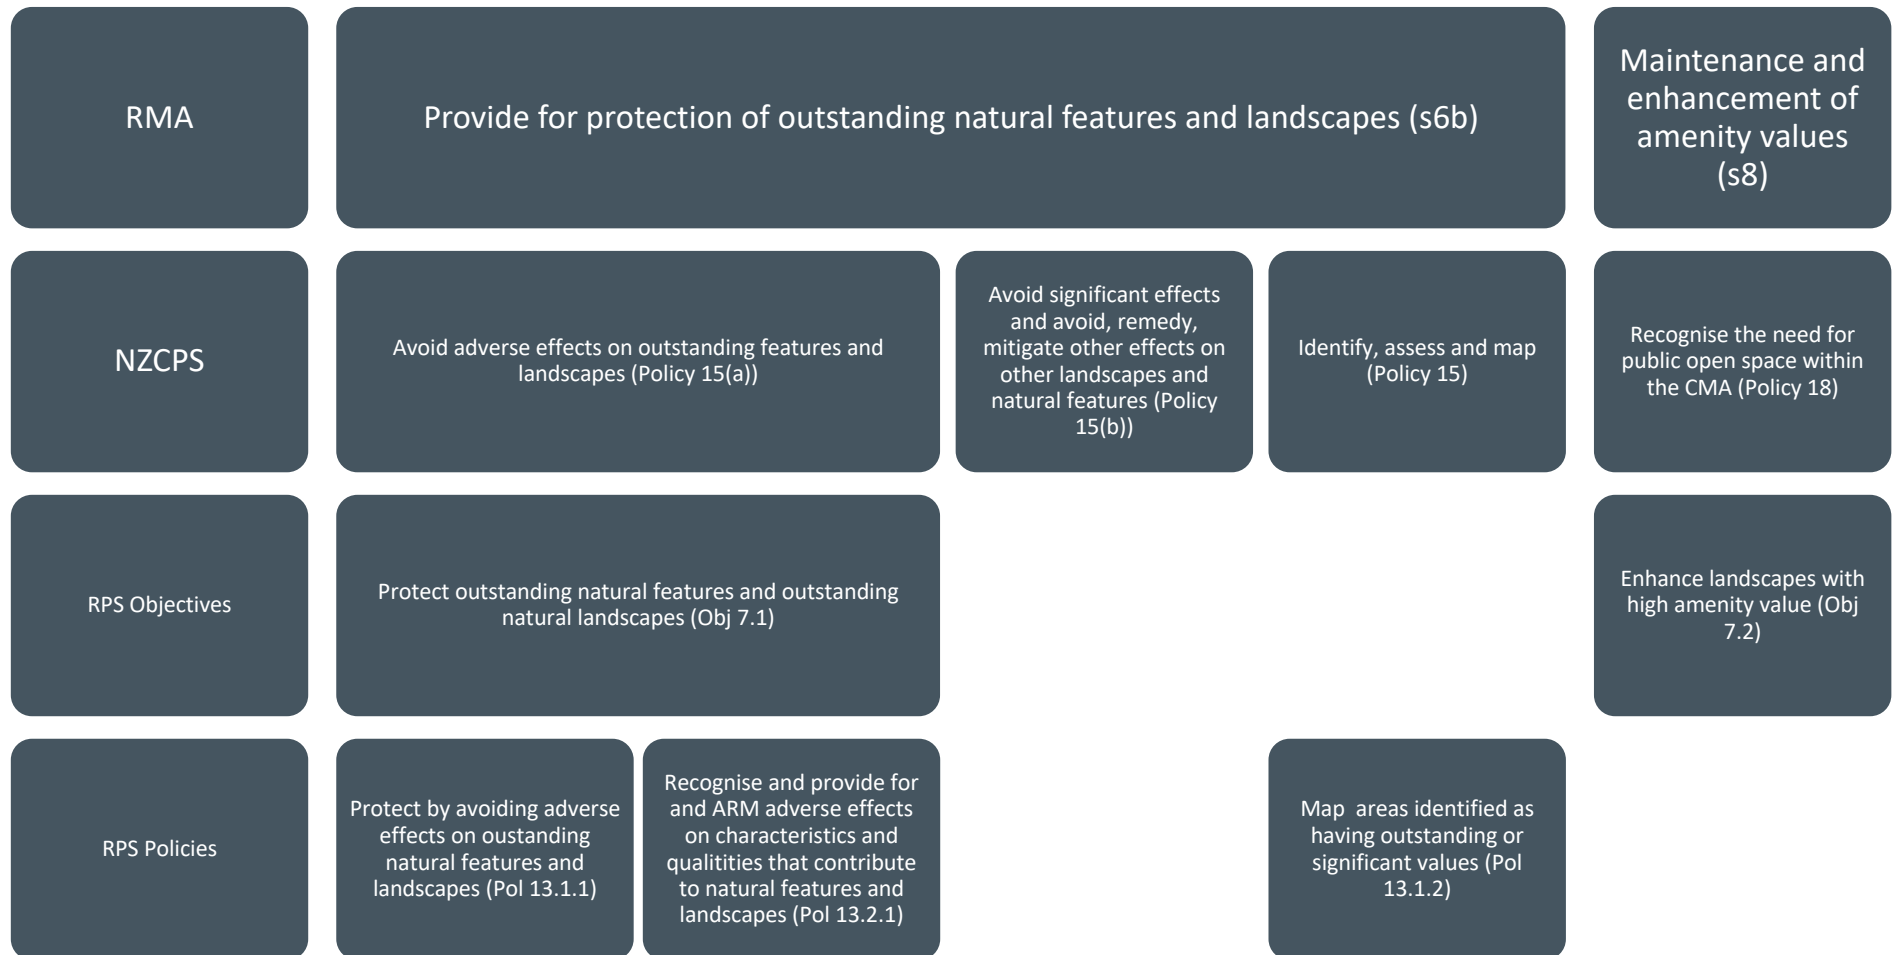 RMA
Provide for protection of outstanding natural features and landscapes (s6b)
Maintenance and
enhancement of
amenity values
(s8)
NZCPS
Avoid adverse effects on outstanding features and
landscapes (Policy 15(a))
Avoid significant effects
and avoid, remedy,
mitigate other effects on
other landscapes and
natural features (Policy
15(b))
Identify, assess and map
(Policy 15)
Recognise the need for
public open space within
the CMA (Policy 18)
RPS Objectives
Protect outstanding natural features and outstanding
natural landscapes (Obj 7.1)
Enhance landscapes with
high amenity value (Obj
7.2)
RPS Policies
Protect by avoiding adverse
effects on oustanding
natural features and
landscapes (Pol 13.1.1)
Recognise and provide for
and ARM adverse effects
on characteristics and
qualitities that contribute
to natural features and
landscapes (Pol 13.2.1)
Map areas identified as
having outstanding or
significant values (Pol
13.1.2)